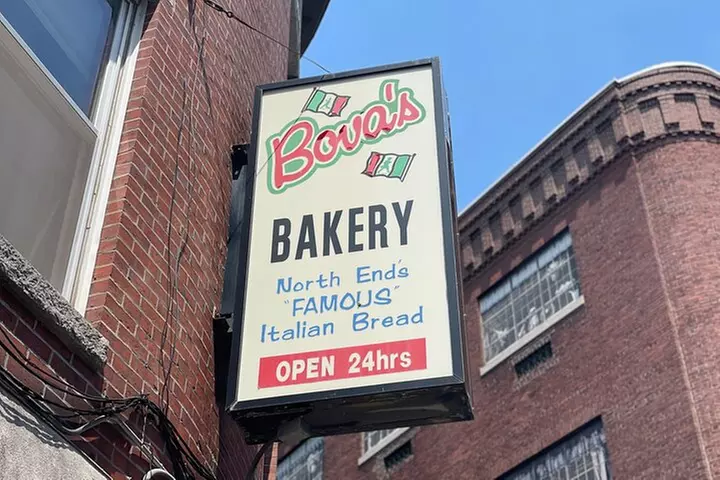 Bova's
BAKERY
North End's
"FAMOUS"
Italian Bread
OPEN 24hrs